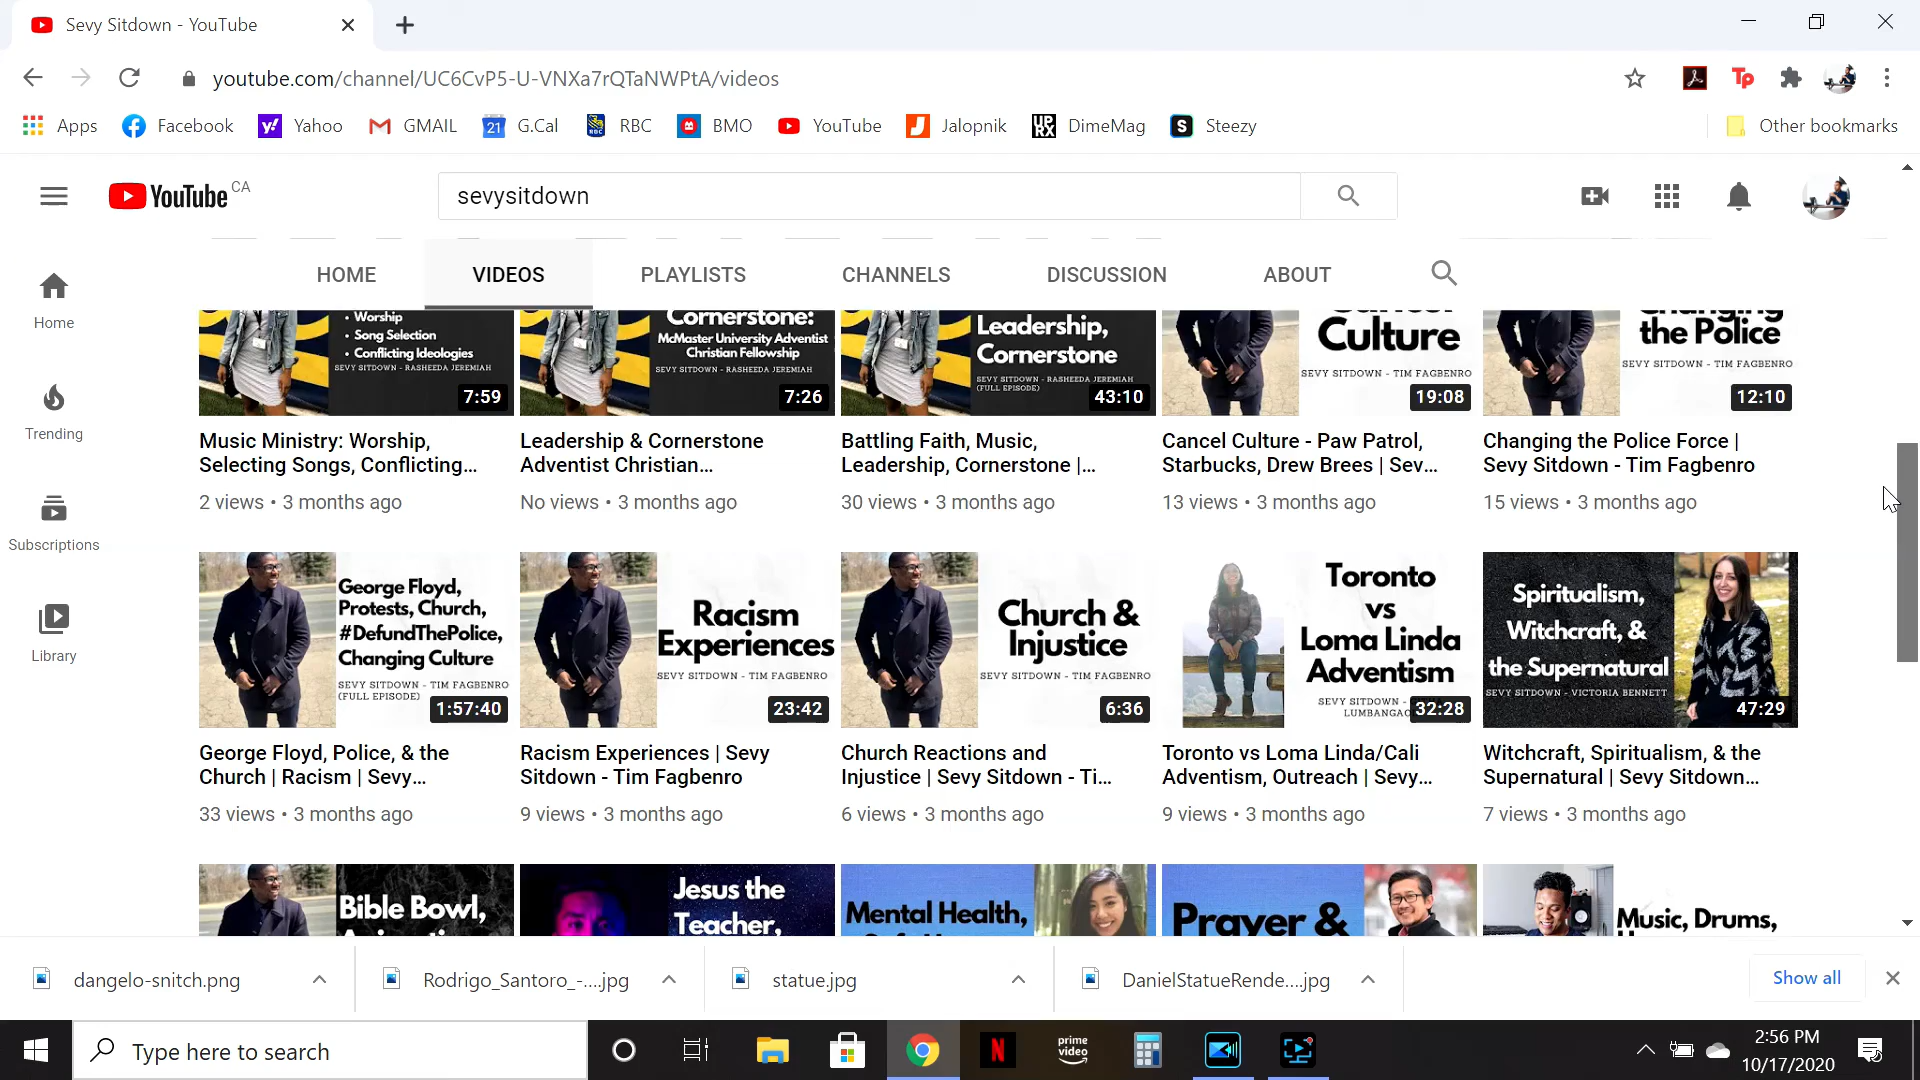 Sevy Sitdown - YouTube
youtube.com/channel/UC6CvP5-U-VNXa7rQTaNWPtA/videos
Apps Facebook Yahoo GMAIL G.Cal RBC BMO YouTube Jalopnik DimeMag Steezy Other bookmarks
YouTube CA
sevysitdown
HOME VIDEOS PLAYLISTS CHANNELS DISCUSSION ABOUT
Home
Trending
Subscriptions
Library
• Worship
• Song Selection
• Conflicting Ideologies
SEVY SITDOWN - RASHEEDA JEREMIAH
7:59
Music Ministry: Worship,
Selecting Songs, Conflicting...
2 views • 3 months ago
Cornerstone:
McMaster University Adventist
Christian Fellowship
SEVY SITDOWN - RASHEEDA JEREMIAH
7:26
Leadership & Cornerstone
Adventist Christian...
No views • 3 months ago
Leadership,
Cornerstone
SEVY SITDOWN - RASHEEDA JEREMIAH
(FULL EPISODE)
43:10
Battling Faith, Music,
Leadership, Cornerstone |...
30 views • 3 months ago
Cancel
Culture
SEVY SITDOWN - TIM FAGBENRO
19:08
Cancel Culture - Paw Patrol,
Starbucks, Drew Brees | Sev...
13 views • 3 months ago
Changing
the Police
SEVY SITDOWN - TIM FAGBENRO
12:10
Changing the Police Force |
Sevy Sitdown - Tim Fagbenro
15 views • 3 months ago
George Floyd,
Protests, Church,
#DefundThePolice,
Changing Culture
SEVY SITDOWN - TIM FAGBENRO
(FULL EPISODE)
1:57:40
George Floyd, Police, & the
Church | Racism | Sevy...
33 views • 3 months ago
Racism
Experiences
SEVY SITDOWN - TIM FAGBENRO
23:42
Racism Experiences | Sevy
Sitdown - Tim Fagbenro
9 views • 3 months ago
Church &
Injustice
SEVY SITDOWN - TIM FAGBENRO
6:36
Church Reactions and
Injustice | Sevy Sitdown - Ti...
6 views • 3 months ago
Toronto
vs
Loma Linda
Adventism
SEVY SITDOWN -
32:28
Toronto vs Loma Linda/Cali
Adventism, Outreach | Sevy...
9 views • 3 months ago
Spiritualism,
Witchcraft, &
the Supernatural
SEVY SITDOWN - VICTORIA BENNETT
47:29
Witchcraft, Spiritualism, & the
Supernatural | Sevy Sitdown...
7 views • 3 months ago
Bible Bowl,
Jesus the
Teacher,
Mental Health,
Prayer &
Music, Drums,
dangelo-snitch.png Rodrigo_Santoro_-....jpg statue.jpg DanielStatueRende....jpg Show all
Type here to search
prime
video
2:56 PM
10/17/2020